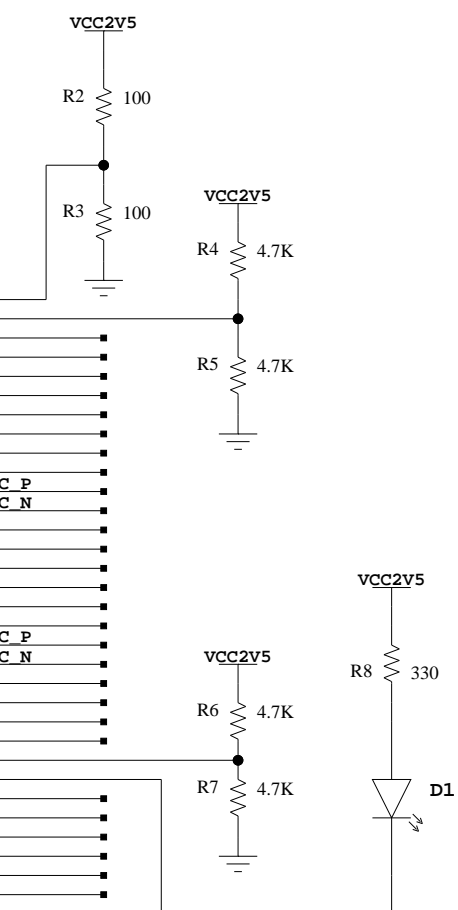 VCC2V5
R2 100
R3 100
VCC2V5
R4 4.7K
R5 4.7K
C_P
C_N
VCC2V5
R8 330
C_P
C_N
VCC2V5
R6 4.7K
R7 4.7K
D1